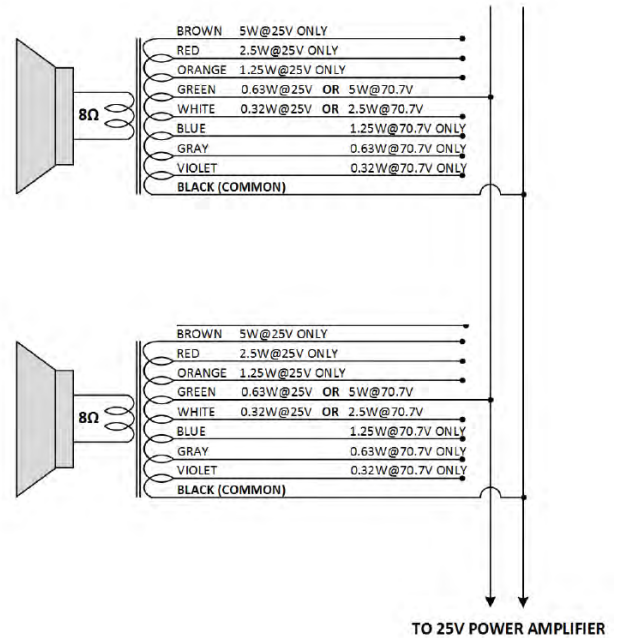 BROWN 5W@25V ONLY
RED 2.5W@25V ONLY
ORANGE 1.25W@25V ONLY
GREEN 0.63W@25V OR 5W@70.7V
WHITE 0.32W@25V OR 2.5W@70.7V
BLUE 1.25W@70.7V ONLY
GRAY 0.63W@70.7V ONLY
VIOLET 0.32W@70.7V ONLY
BLACK (COMMON)
8Ω
BROWN 5W@25V ONLY
RED 2.5W@25V ONLY
ORANGE 1.25W@25V ONLY
GREEN 0.63W@25V OR 5W@70.7V
WHITE 0.32W@25V OR 2.5W@70.7V
BLUE 1.25W@70.7V ONLY
GRAY 0.63W@70.7V ONLY
VIOLET 0.32W@70.7V ONLY
BLACK (COMMON)
8Ω
TO 25V POWER AMPLIFIER